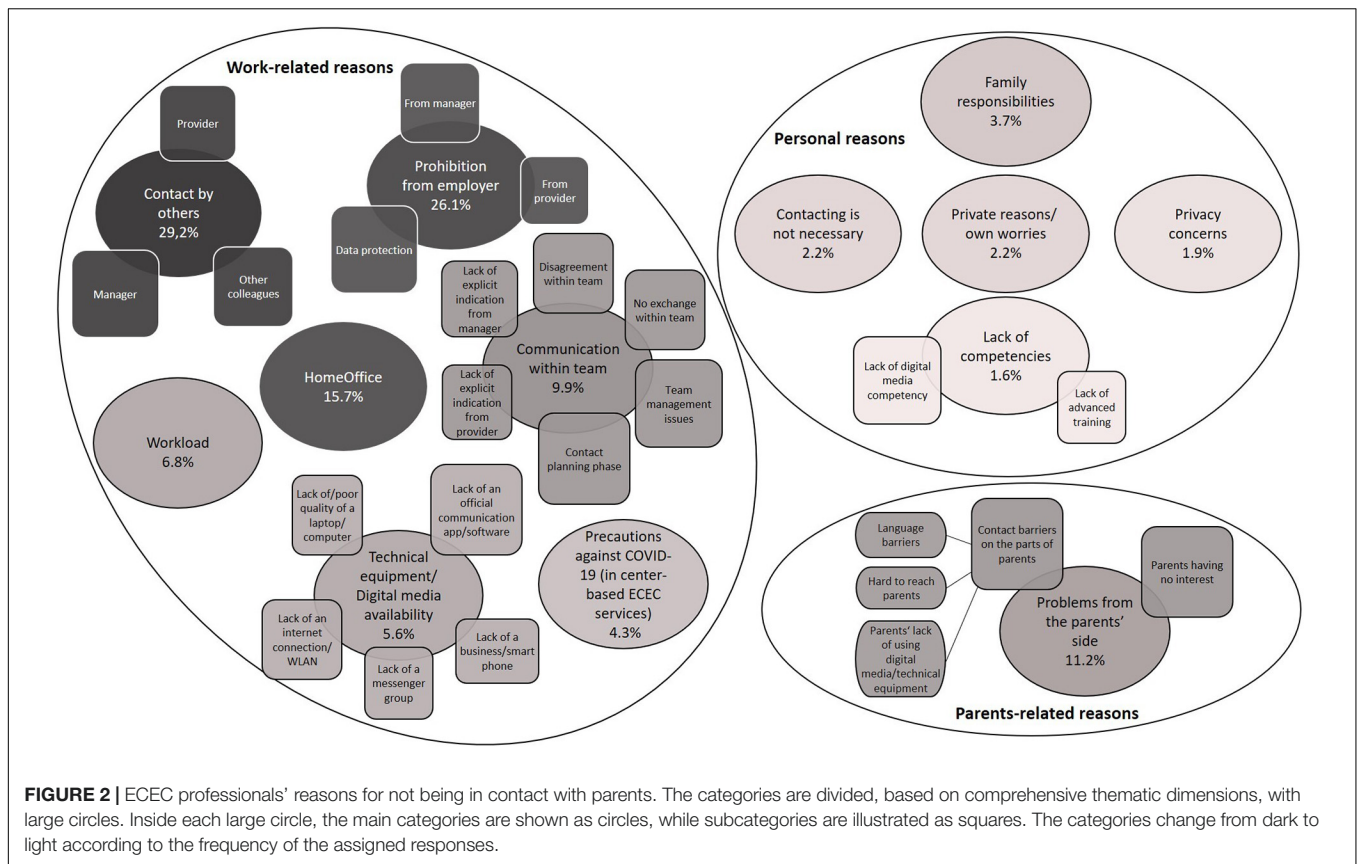 Work-related reasons
Provider
Contact by
others
29,2%
Manager
Other
colleagues
From manager
Prohibition
from employer
26.1%
From
provider
Data protection
Lack of
explicit
indication
from
manager
Disagreement
within team
No exchange
within team
Communication
within team
9.9%
Lack of
explicit
indication
from
provider
Team
management
issues
Contact
planning phase
HomeOffice
15.7%
Workload
6.8%
Lack of/poor
quality of a
laptop/
computer
Lack of an
official
communication
app/software
Technical
equipment/
Digital media
availability
5.6%
Lack of an
internet
connection/
WLAN
Lack of a
messenger
group
Lack of a
business/smart
phone
Precautions
against COVID-
19 (in center-
based ECEC
services)
4.3%
Personal reasons
Family
responsibilities
3.7%
Contacting is
not necessary
2.2%
Private reasons/
own worries
2.2%
Privacy
concerns
1.9%
Lack of
competencies
1.6%
Lack of digital
media
competency
Lack of
advanced
training
Language
barriers
Hard to reach
parents
Parents' lack
of using
digital
media/technical
equipment
Contact barriers
on the parts of
parents
Parents having
no interest
Problems from
the parents'
side
11.2%
Parents-related reasons
FIGURE 2 | ECEC professionals' reasons for not being in contact with parents. The categories are divided, based on comprehensive thematic dimensions, with
large circles. Inside each large circle, the main categories are shown as circles, while subcategories are illustrated as squares. The categories change from dark to
light according to the frequency of the assigned responses.